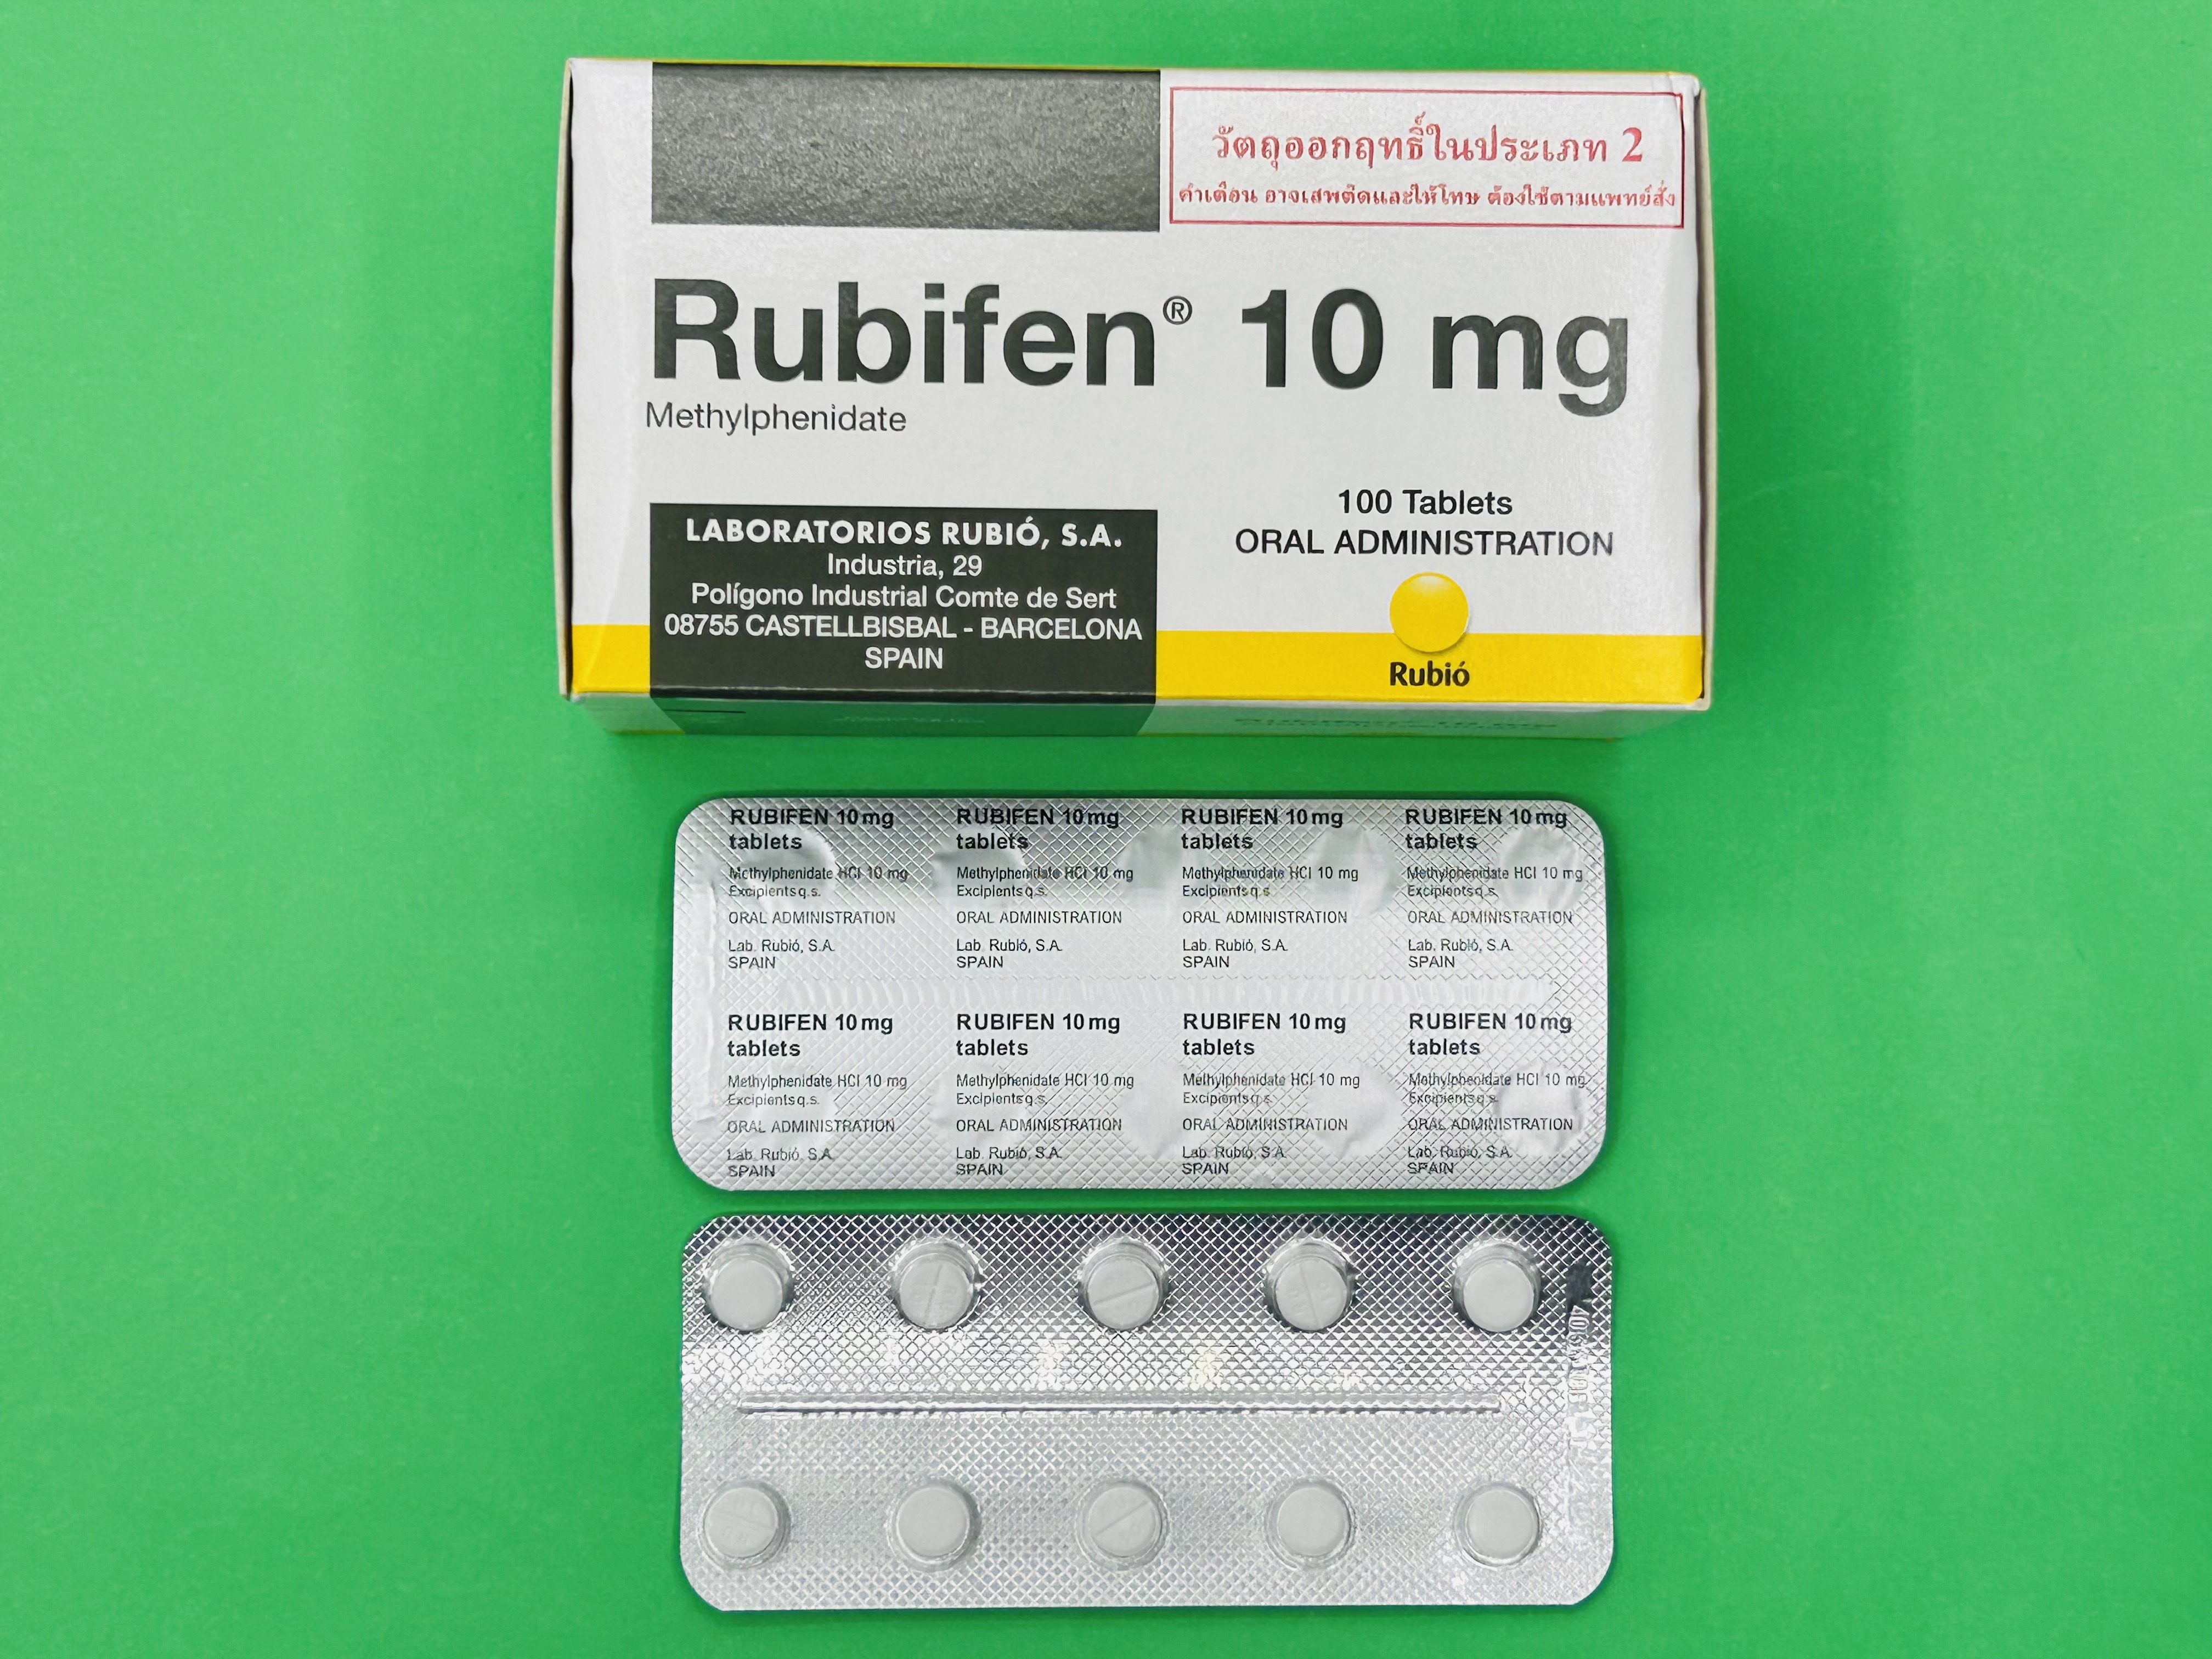 วัตถุออกฤทธิ์ในประเภท 2
คำเตือน อาจเสพติดและให้โทษ ต้องใช้ตามแพทย์สั่ง
Rubifen® 10 mg
Methylphenidate
100 Tablets
ORAL ADMINISTRATION
LABORATORIOS RUBIÓ, S.A.
Industria, 29
Polígono Industrial Comte de Sert
08755 CASTELLBISBAL - BARCELONA
SPAIN
Rubió
RUBIFEN 10 mg RUBIFEN 10 mg RUBIFEN 10 mg RUBIFEN 10 mg
tablets tablets tablets tablets
Methylphenidate HCl 10 mg Methylphenidate HCl 10 mg Methylphenidate HCl 10 mg Methylphenidate HCl 10 mg
Excipients q.s. Excipients q.s. Excipients q.s. Excipients q.s.
ORAL ADMINISTRATION ORAL ADMINISTRATION ORAL ADMINISTRATION ORAL ADMINISTRATION
Lab. Rubió, S.A. Lab. Rubió, S.A. Lab. Rubió, S.A. Lab. Rubió, S.A.
SPAIN SPAIN SPAIN SPAIN
RUBIFEN 10 mg RUBIFEN 10 mg RUBIFEN 10 mg RUBIFEN 10 mg
tablets tablets tablets tablets
Methylphenidate HCl 10 mg Methylphenidate HCl 10 mg Methylphenidate HCl 10 mg Methylphenidate HCl 10 mg
Excipients q.s. Excipients q.s. Excipients q.s. Excipients q.s.
ORAL ADMINISTRATION ORAL ADMINISTRATION ORAL ADMINISTRATION ORAL ADMINISTRATION
Lab. Rubió, S.A. Lab. Rubió, S.A. Lab. Rubió, S.A. Lab. Rubió, S.A.
SPAIN SPAIN SPAIN SPAIN